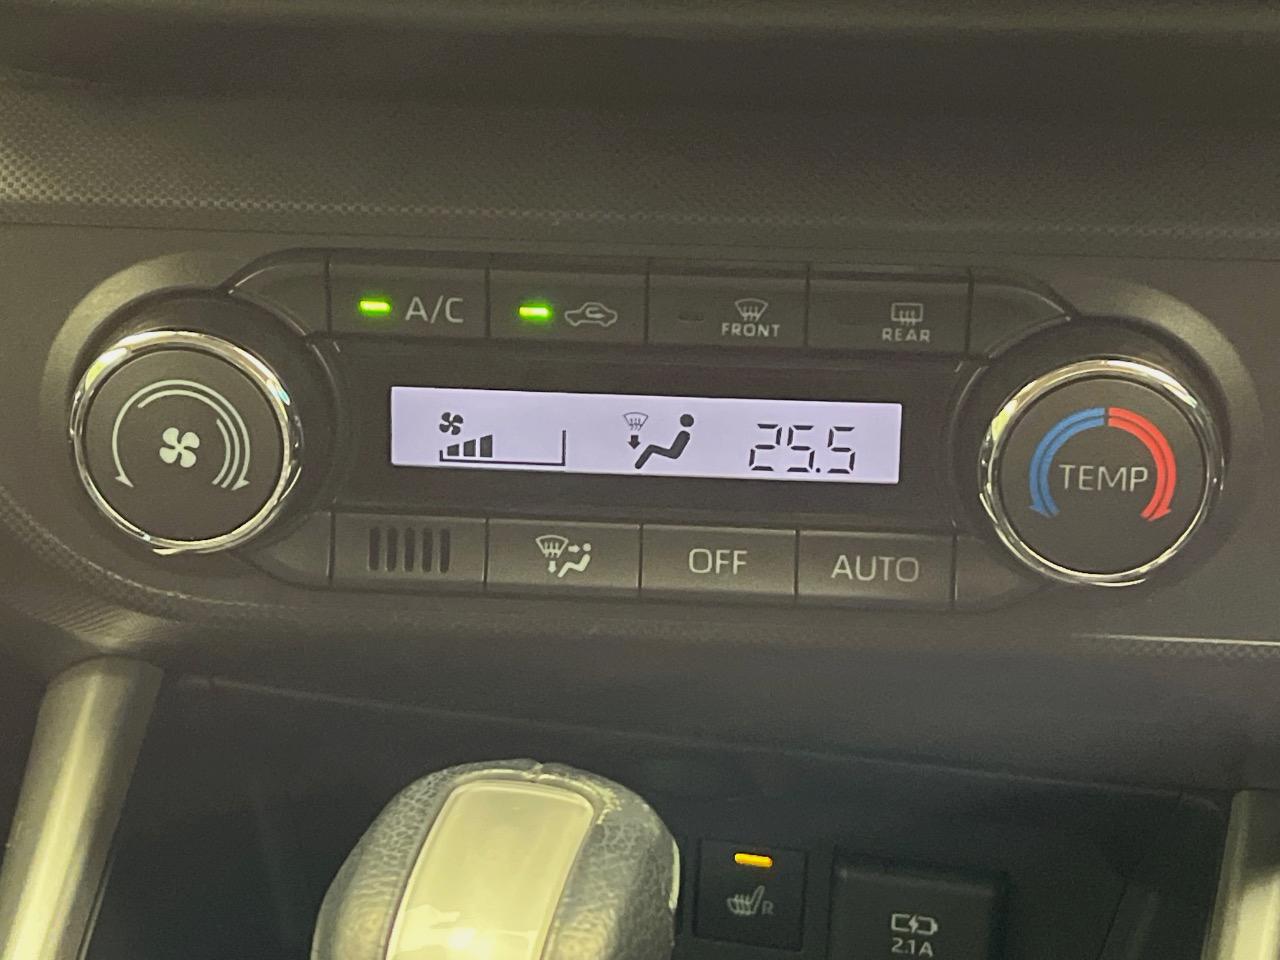 A/C
FRONT
REAR
25.5
TEMP
OFF
AUTO
R
2.1A